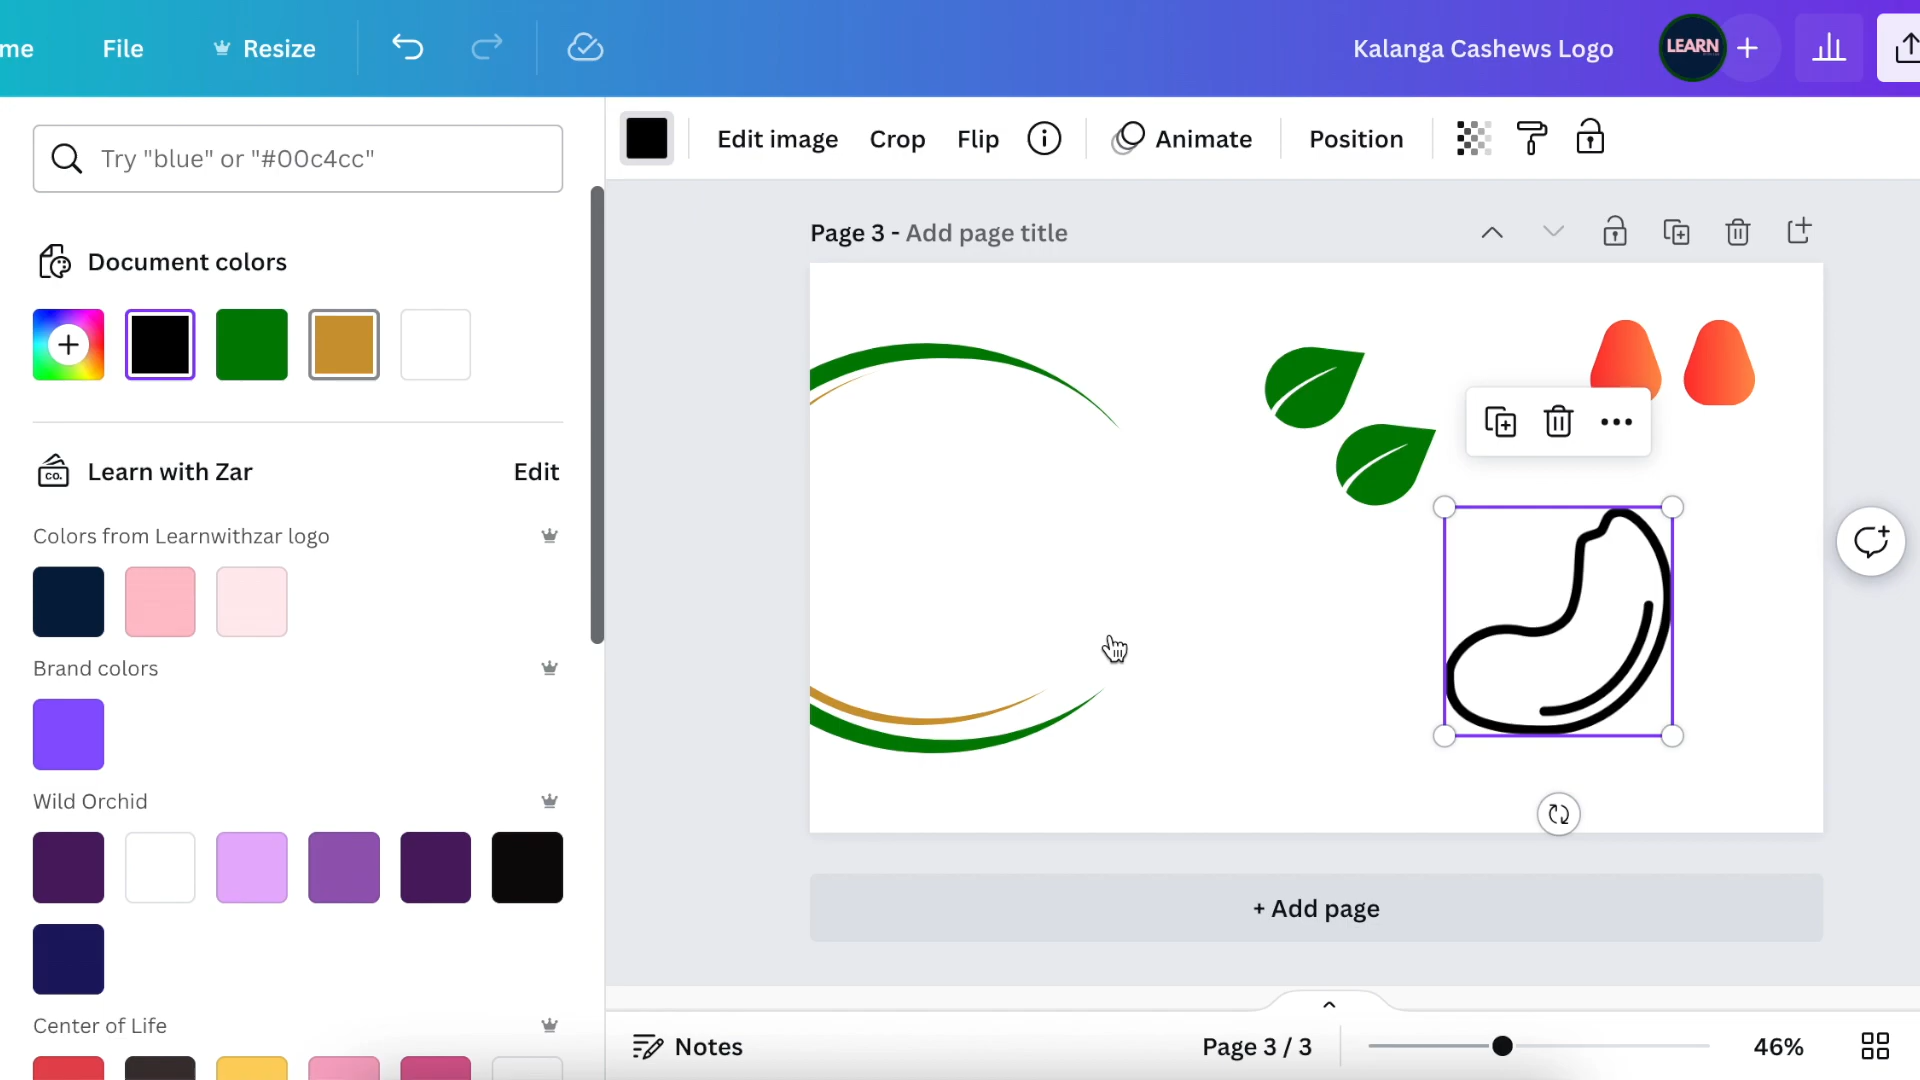 me
File
Resize
Kalanga Cashews Logo
LEARN
Try "blue" or "#00c4cc"
Edit image
Crop
Flip
Animate
Position
Document colors
Page 3 - Add page title
co.
Learn with Zar
Edit
Colors from Learnwithzar logo
Brand colors
Wild Orchid
+ Add page
Center of Life
Notes
Page 3 / 3
46%